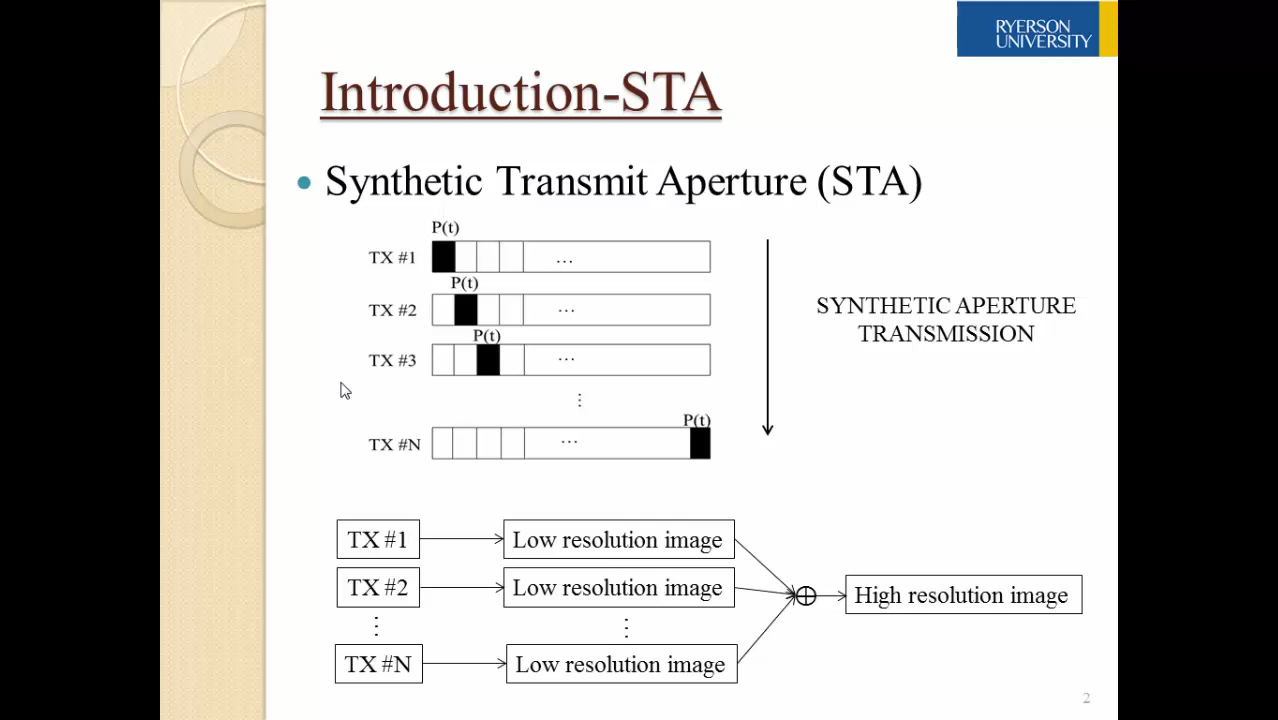 RYERSON
UNIVERSITY
Introduction-STA
• Synthetic Transmit Aperture (STA)
P(t)
TX #1 ...
P(t)
TX #2 ...
P(t)
TX #3 ...
⋮
P(t)
TX #N ...
SYNTHETIC APERTURE
TRANSMISSION
TX #1 Low resolution image
TX #2 Low resolution image
High resolution image
⋮ ⋮
TX #N Low resolution image
2